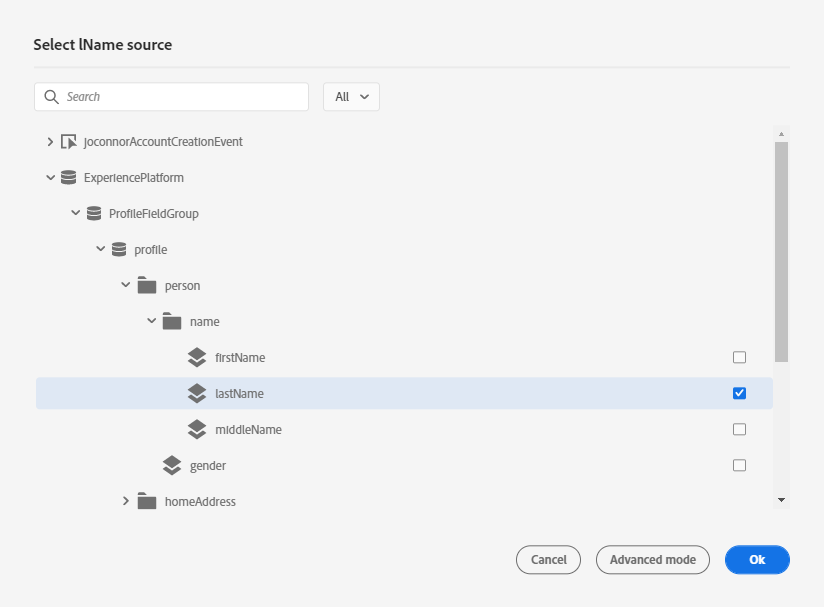 Select lName source
Search
All
joconnorAccountCreationEvent
ExperiencePlatform
ProfileFieldGroup
profile
person
name
firstName
lastName
middleName
gender
homeAddress
Cancel
Advanced mode
Ok